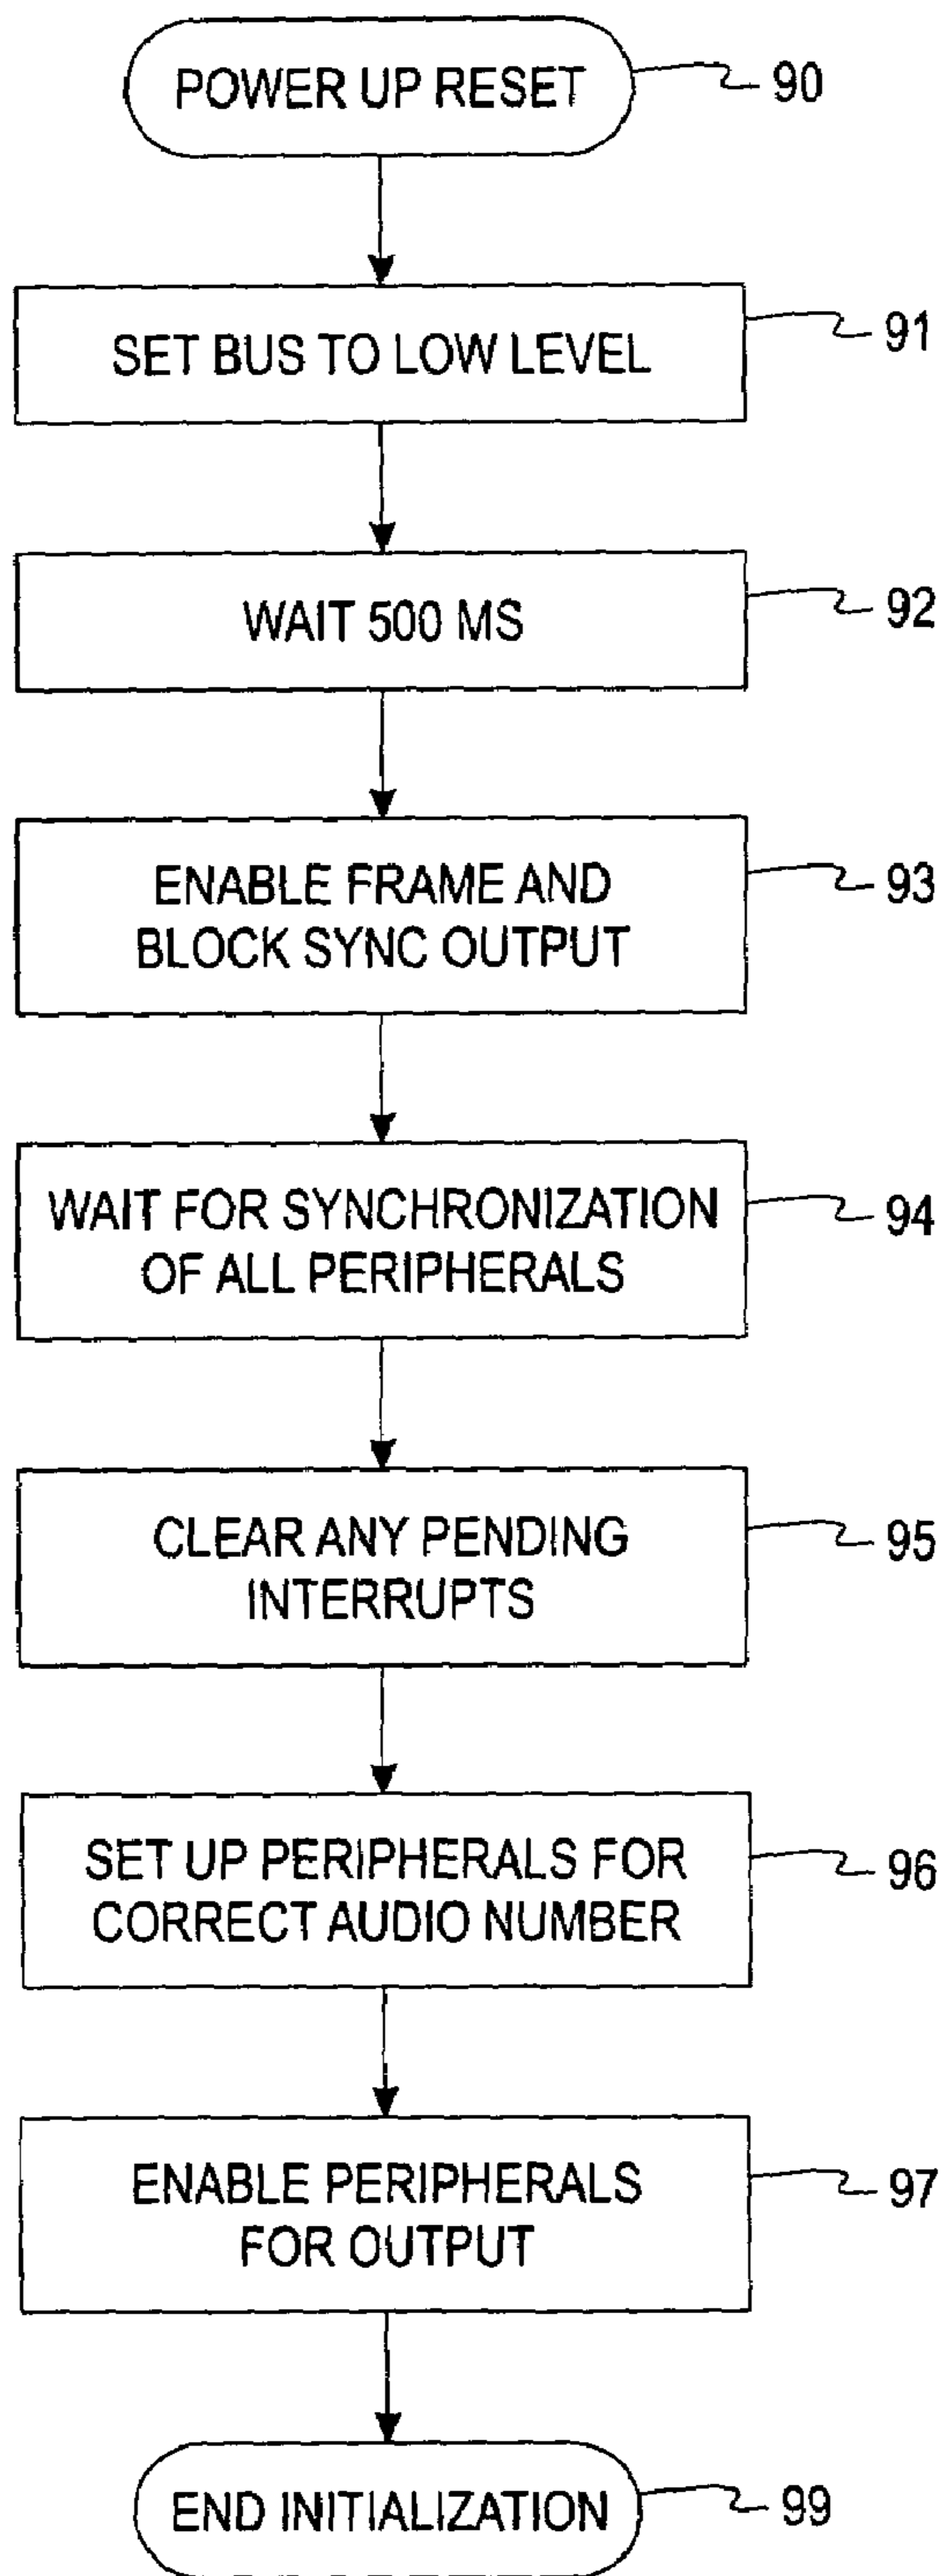 POWER UP RESET
90
SET BUS TO LOW LEVEL
91
WAIT 500 MS
92
ENABLE FRAME AND
BLOCK SYNC OUTPUT
93
WAIT FOR SYNCHRONIZATION
OF ALL PERIPHERALS
94
CLEAR ANY PENDING
INTERRUPTS
95
SET UP PERIPHERALS FOR
CORRECT AUDIO NUMBER
96
ENABLE PERIPHERALS
FOR OUTPUT
97
END INITIALIZATION
99